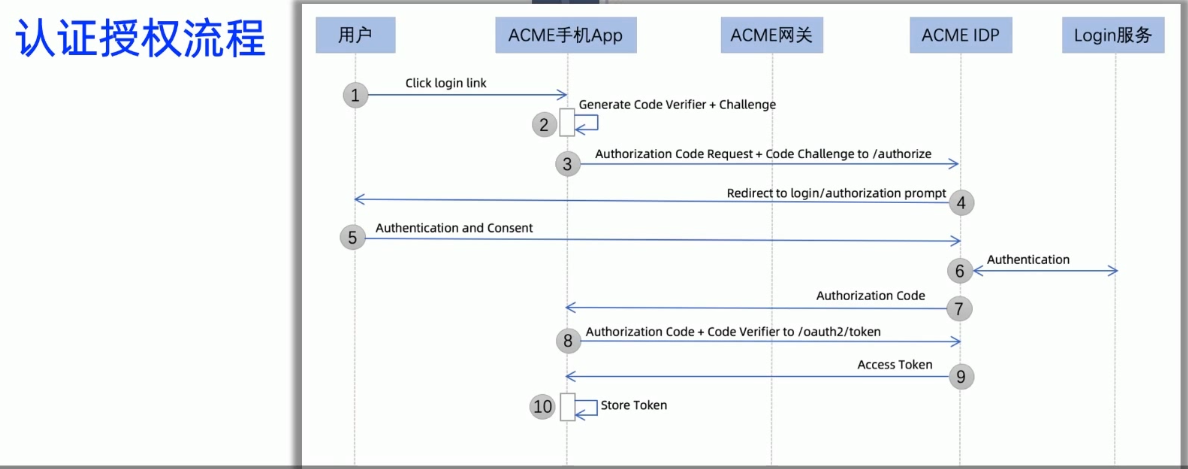 认证授权流程
用户
ACME手机App
ACME网关
ACME IDP
Login服务
1
Click login link
2
Generate Code Verifier + Challenge
3
Authorization Code Request + Code Challenge to /authorize
Redirect to login/authorization prompt
4
5
Authentication and Consent
6
Authentication
Authorization Code
7
8
Authorization Code + Code Verifier to /oauth2/token
Access Token
9
10
Store Token